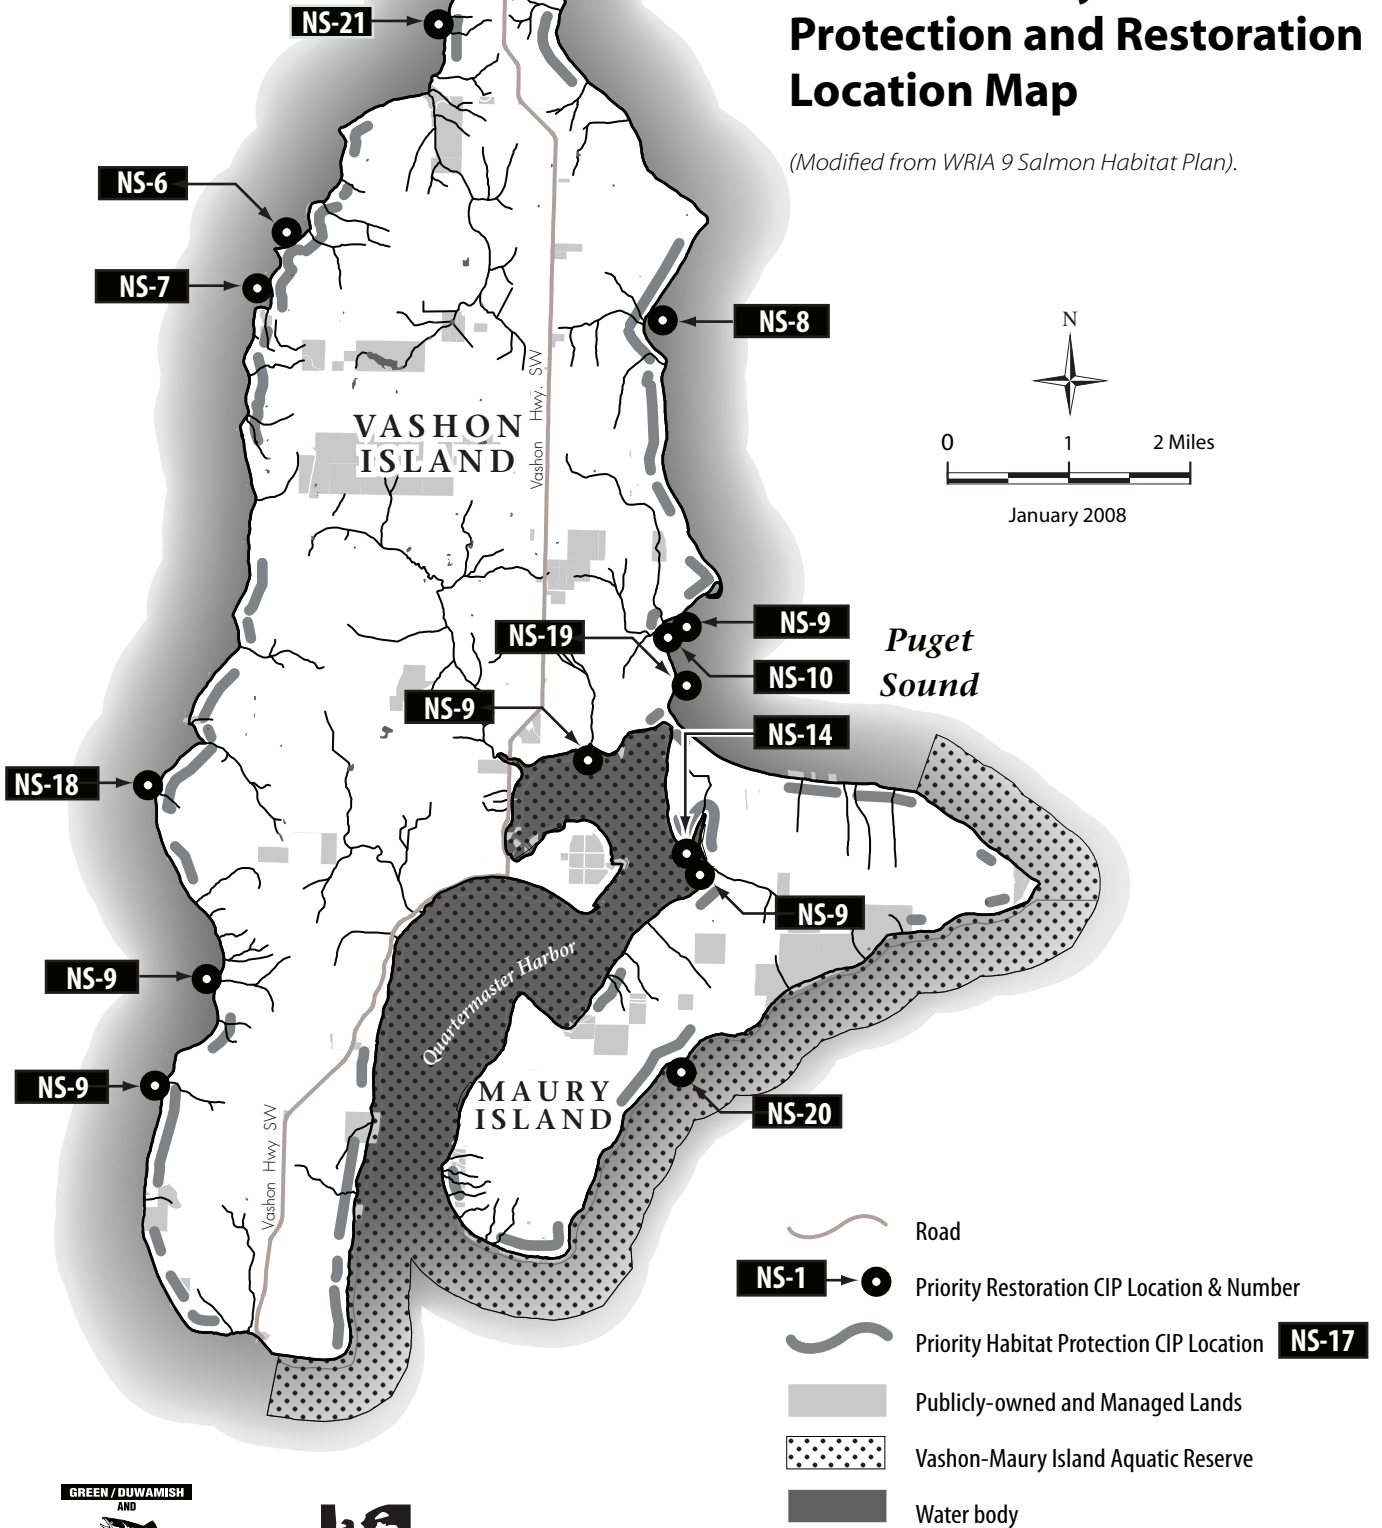 Protection and Restoration
Location Map
(Modified from WRIA 9 Salmon Habitat Plan).
NS-21
NS-6
NS-7
NS-8
N
0 1 2 Miles
January 2008
VASHON
ISLAND
Vashon Hwy. SW
NS-19
NS-9
NS-10
Puget
Sound
NS-9
NS-14
NS-18
NS-9
NS-9
Quartermaster Harbor
NS-9
MAURY
ISLAND
NS-20
Vashon Hwy SW
Road
NS-1 Priority Restoration CIP Location & Number
Priority Habitat Protection CIP Location NS-17
Publicly-owned and Managed Lands
Vashon-Maury Island Aquatic Reserve
Water body
GREEN / DUWAMISH
AND